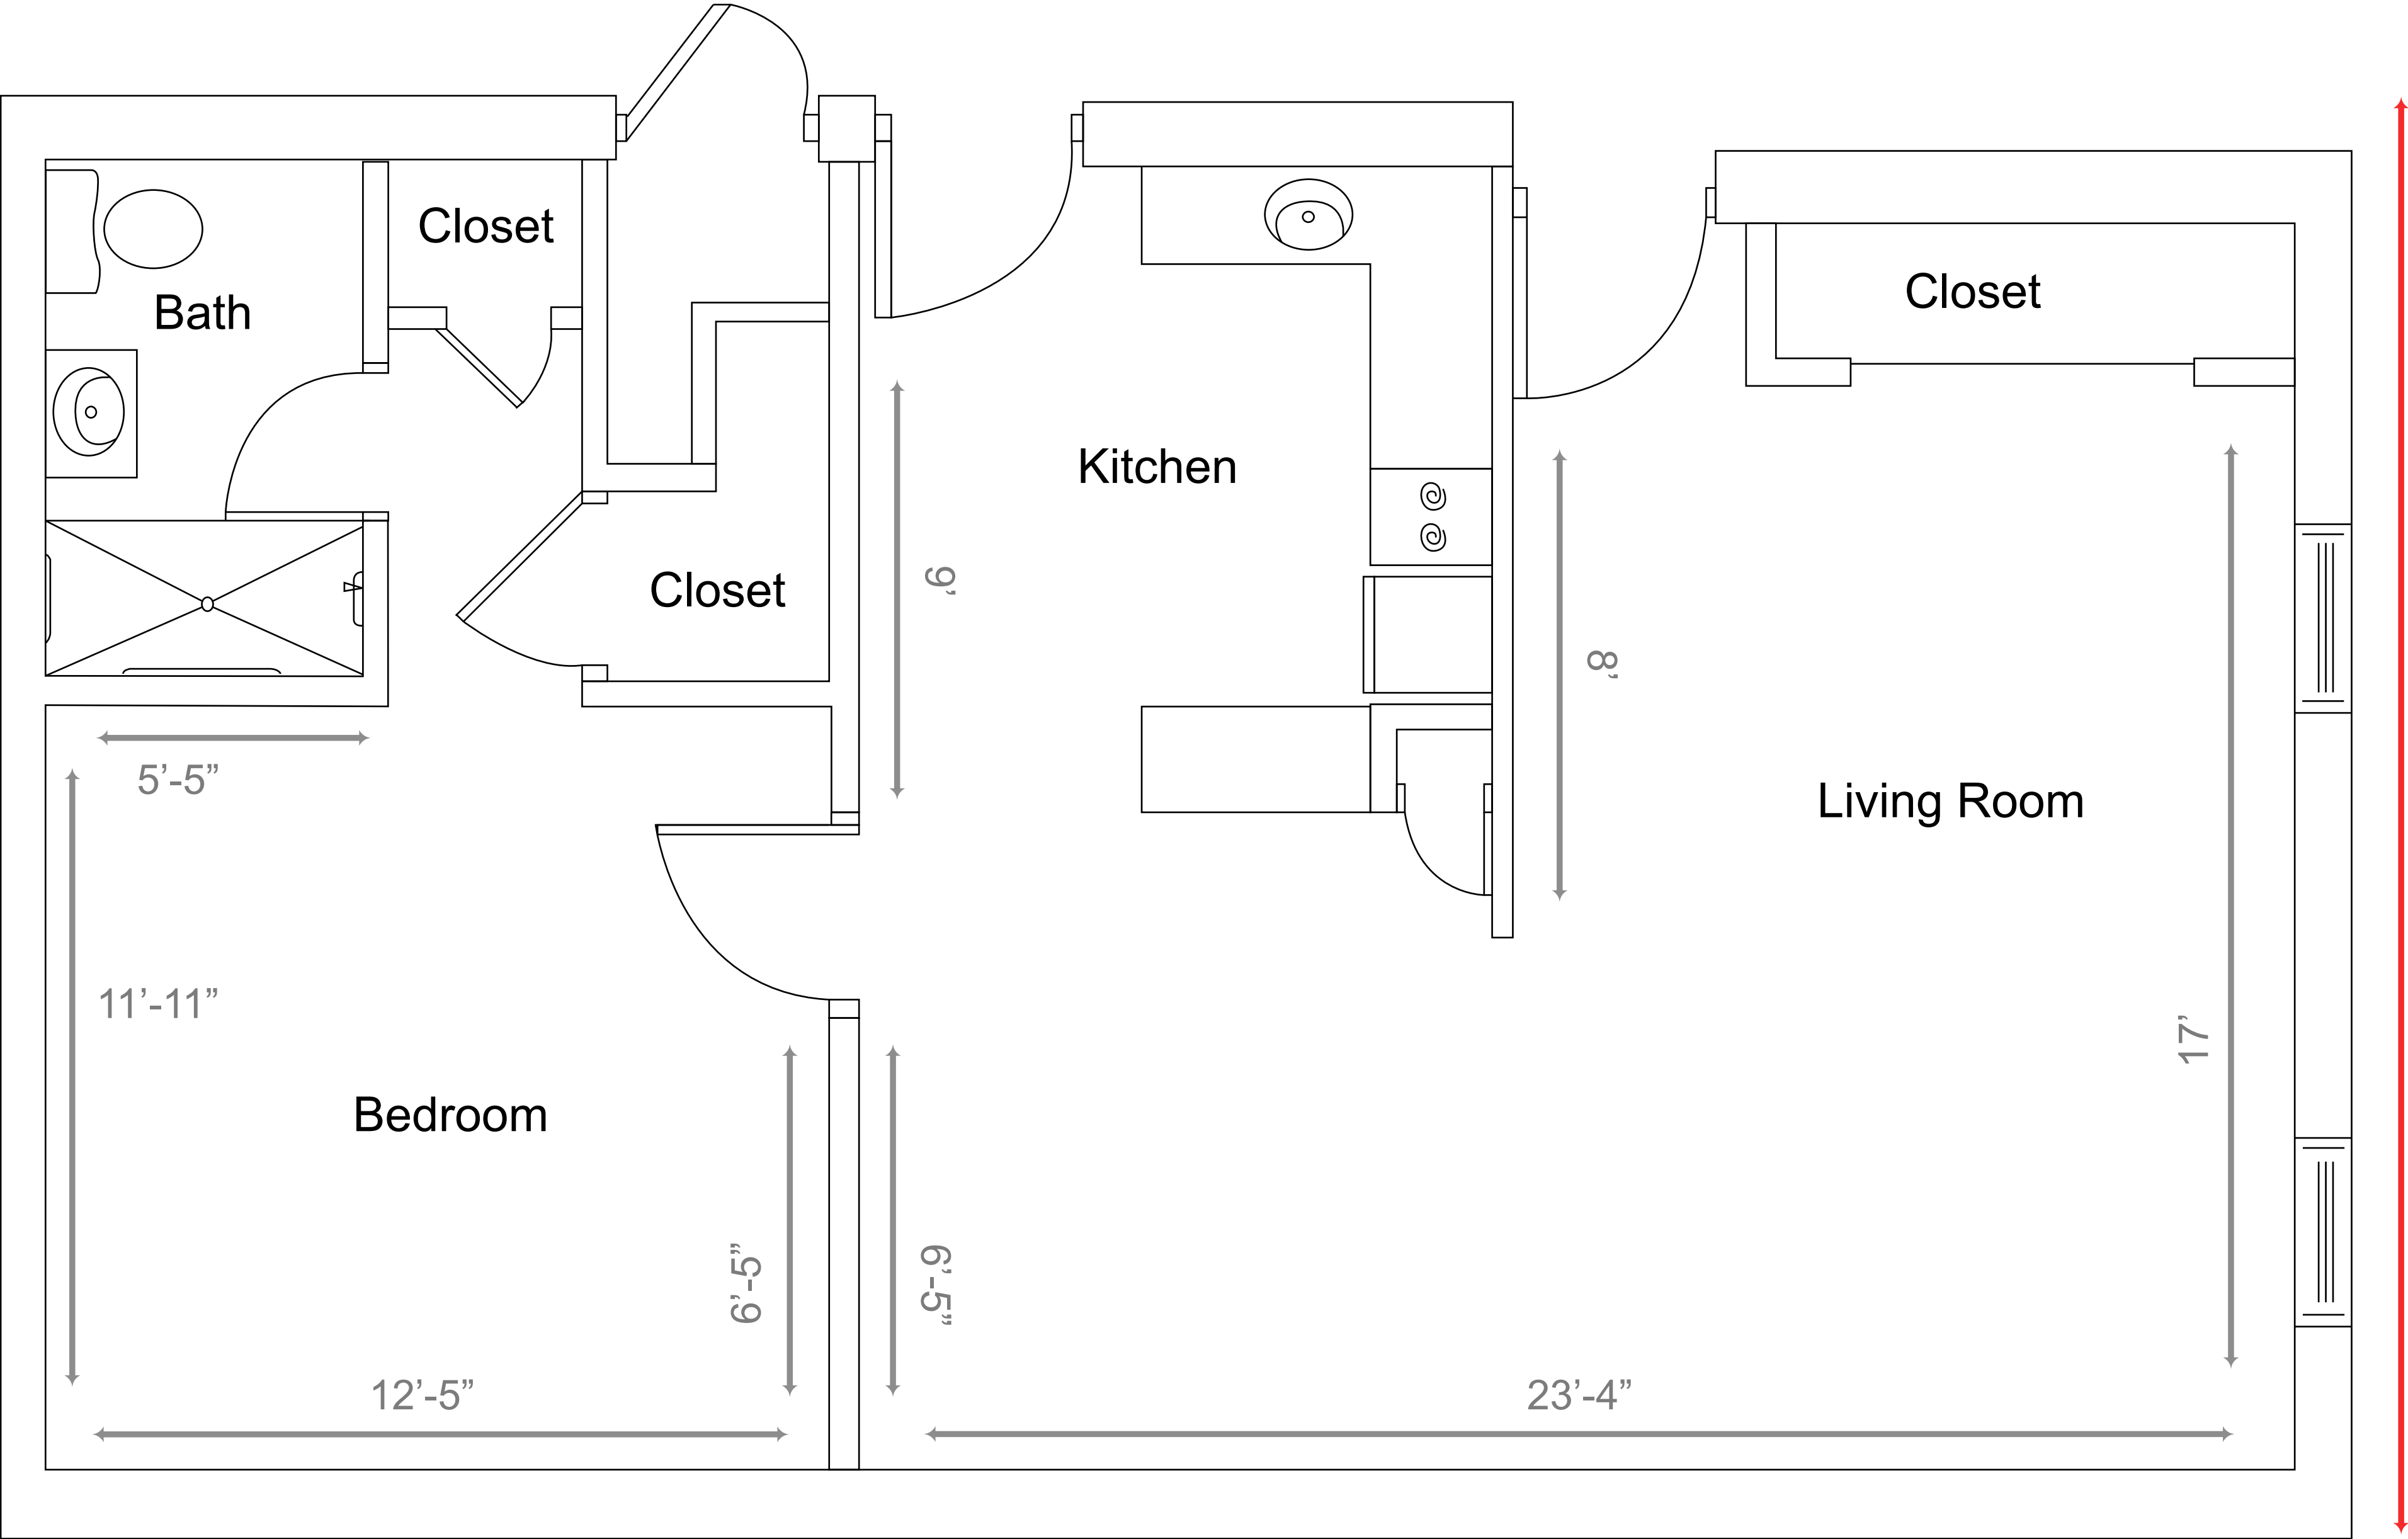 Closet
Bath
Closet
Kitchen
Closet
9’
8’
Living Room
5’-5”
11’-11”
Bedroom
17’
6’-5”
6’-5”
12’-5”
23’-4”